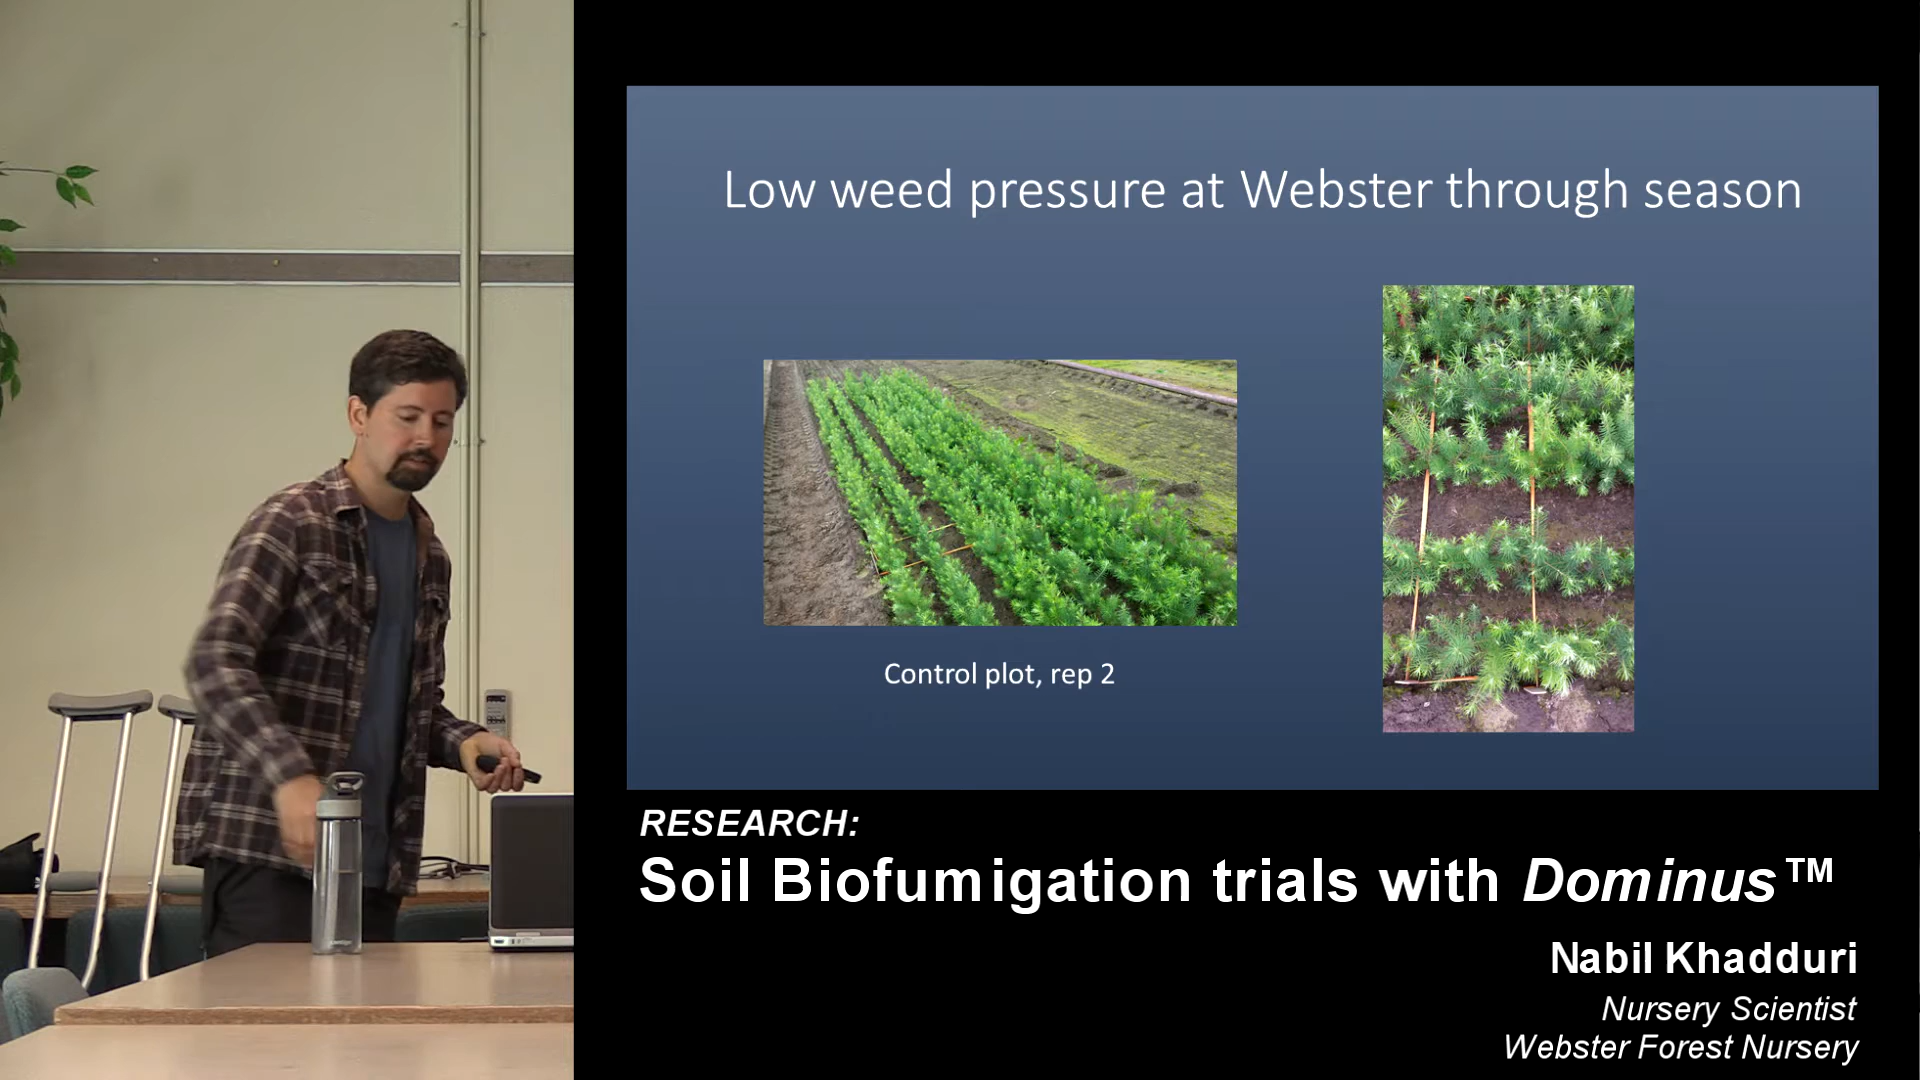 Low weed pressure at Webster through season
Control plot, rep 2
RESEARCH:
Soil Biofumigation trials with Dominus™
Nabil Khadduri
Nursery Scientist
Webster Forest Nursery